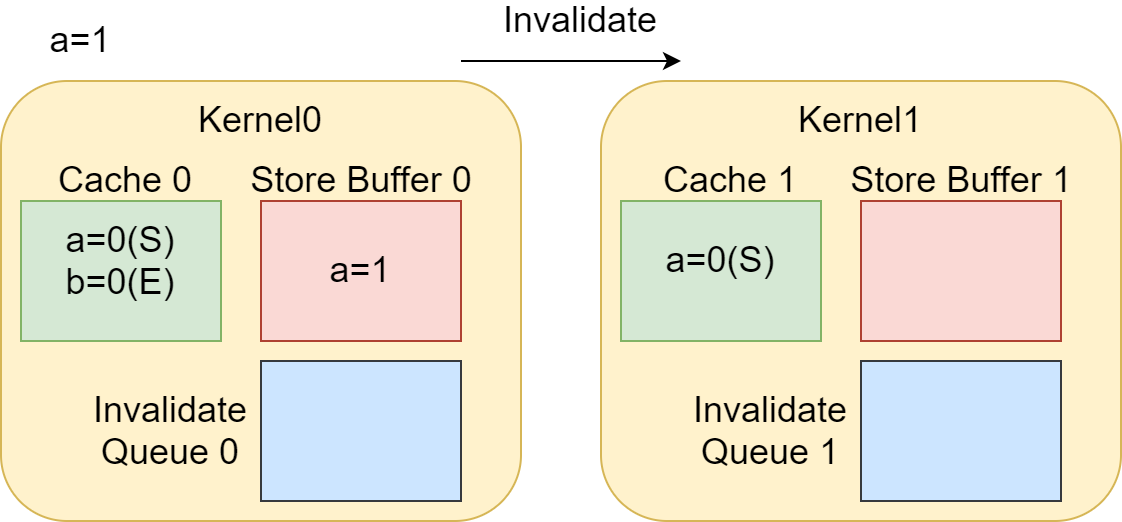 a=1
Invalidate
Kernel0
Cache 0
Store Buffer 0
a=0(S)
b=0(E)
a=1
Invalidate
Queue 0
Kernel1
Cache 1
Store Buffer 1
a=0(S)
Invalidate
Queue 1